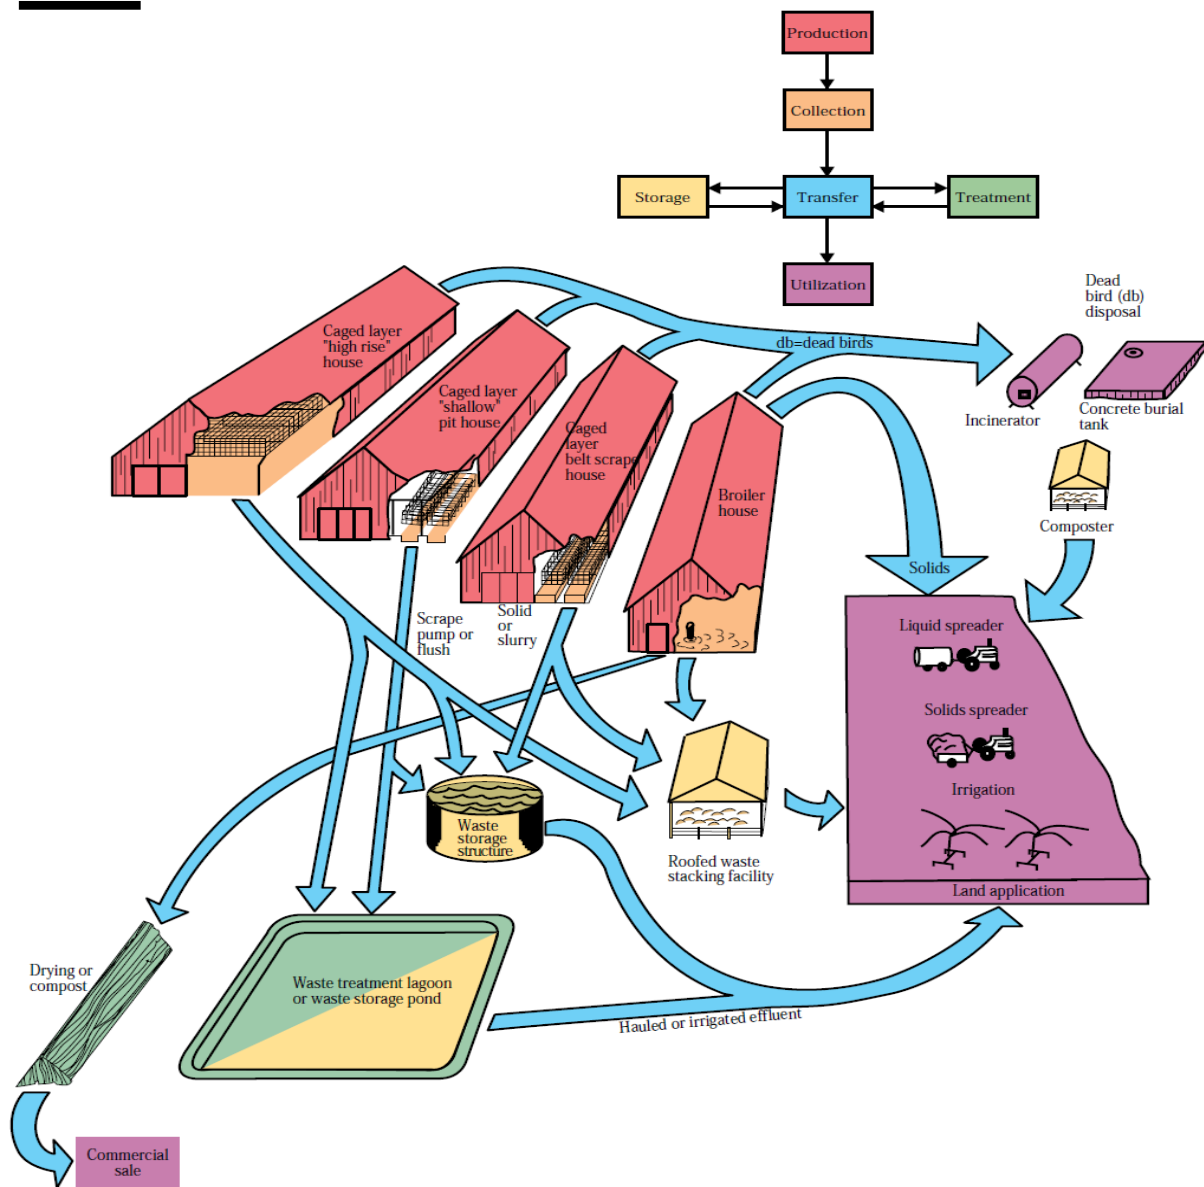 Production
Collection
Storage
Transfer
Treatment
Utilization
Dead
bird (db)
disposal
db=dead birds
Caged layer
"high rise"
house
Caged layer
"shallow"
pit house
Caged
layer
belt scrape
house
Broiler
house
Incinerator
Concrete burial
tank
Composter
Solids
Scrape
pump or
flush
Solid
or
slurry
Liquid spreader
Solids spreader
Irrigation
Land application
Waste
storage
structure
Roofed waste
stacking facility
Drying or
compost
Waste treatment lagoon
or waste storage pond
Hauled or irrigated effluent
Commercial
sale